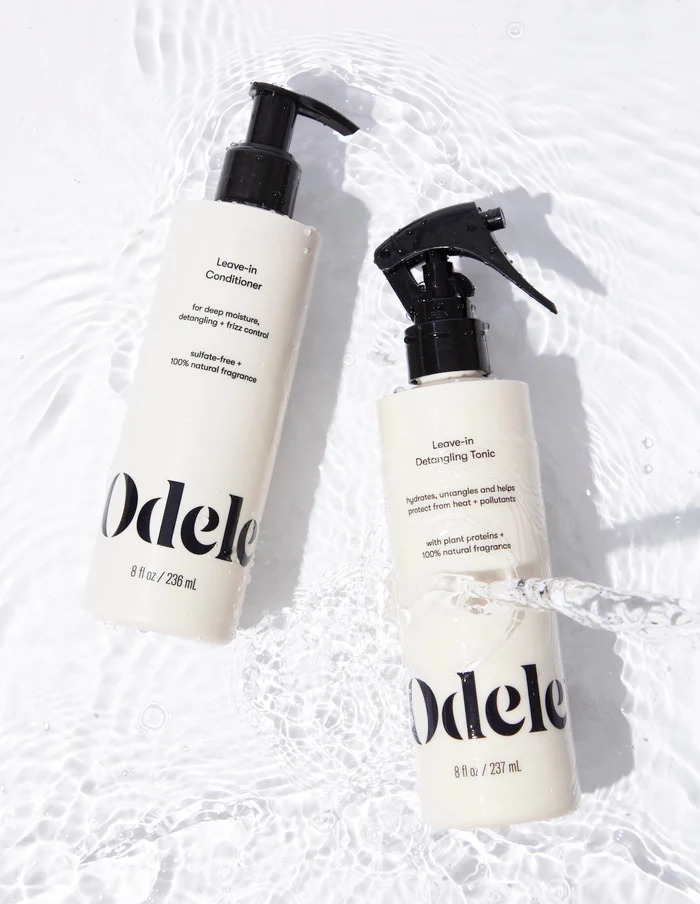 Leave-in
Conditioner
for deep moisture,
detangling + frizz control
sulfate-free +
100% natural fragrance
Odele
8 fl oz / 236 mL
Leave-in
Detangling Tonic
hydrates, untangles and helps
protect from heat + pollutants
with plant proteins +
100% natural fragrance
Odele
8 fl oz / 237 mL